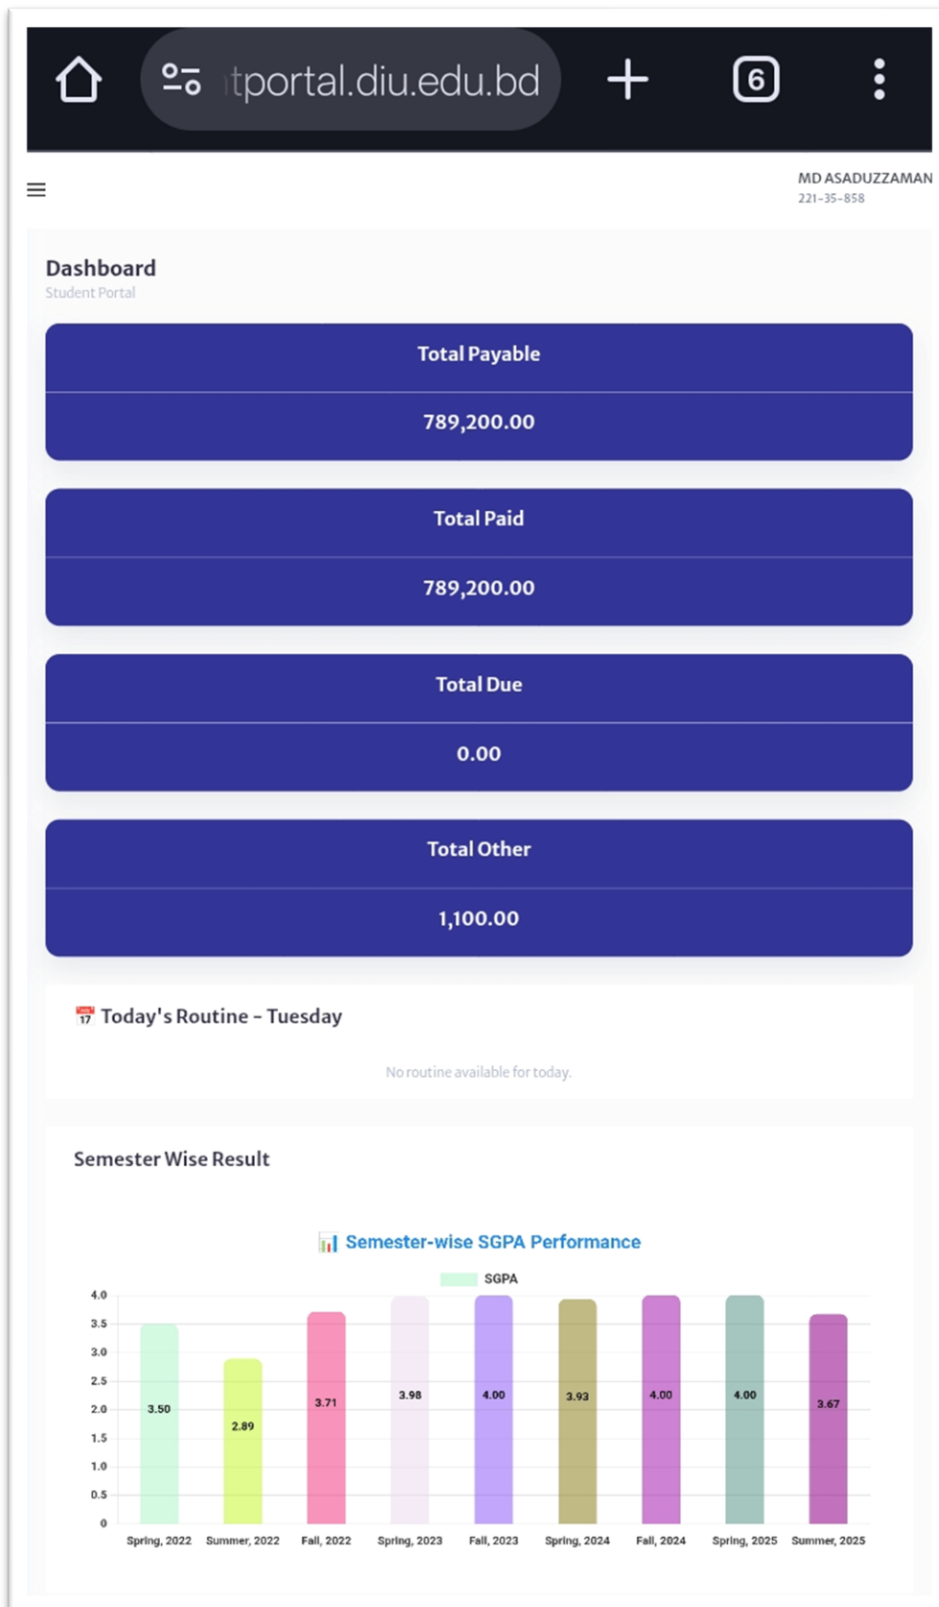 tportal.diu.edu.bd
6
MD ASADUZZAMAN
221-35-858
Dashboard
Student Portal
Total Payable
789,200.00
Total Paid
789,200.00
Total Due
0.00
Total Other
1,100.00
17 Today's Routine - Tuesday
No routine available for today.
Semester Wise Result
Semester-wise SGPA Performance
SGPA
4.0
3.5
3.0
2.5
2.0
1.5
1.0
0.5
0
3.50
2.89
3.71
3.98
4.00
3.93
4.00
4.00
3.67
Spring, 2022 Summer, 2022 Fall, 2022 Spring, 2023 Fall, 2023 Spring, 2024 Fall, 2024 Spring, 2025 Summer, 2025